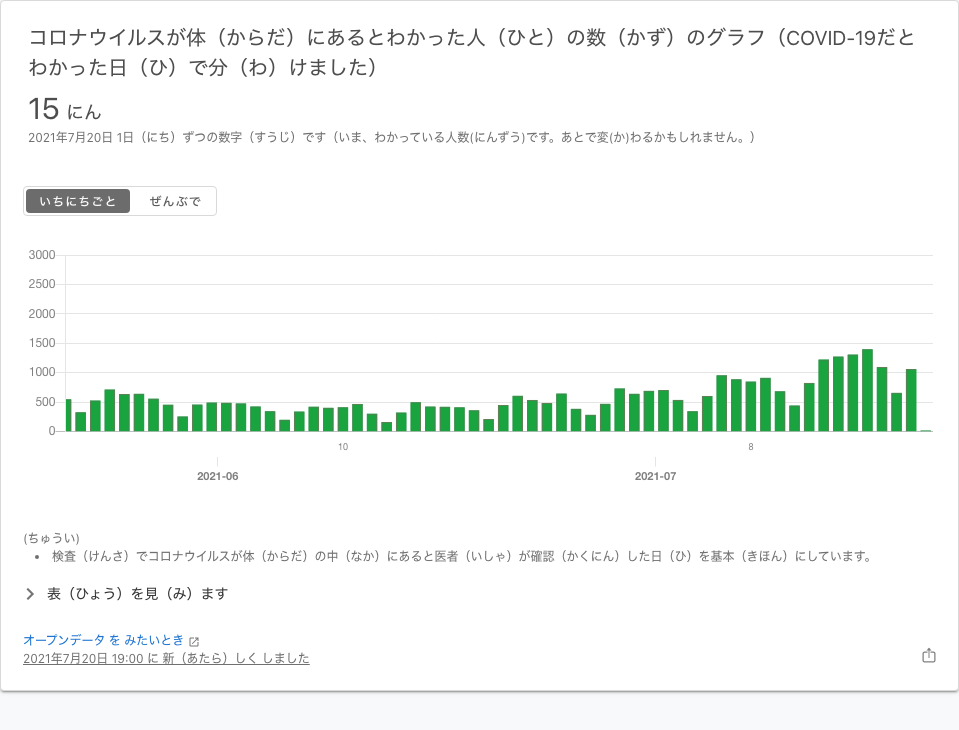 コロナウイルスが体（からだ）にあるとわかった人（ひと）の数（かず）のグラフ（COVID-19だと
わかった日（ひ）で分（わ）けました）
15 にん
2021年7月20日 1日（にち）ずつの数字（すうじ）です（いま、わかっている人数(にんずう)です。あとで変(か)わるかもしれません。）
いちにちごと ぜんぶで
3000
2500
2000
1500
1000
500
0
10 8
2021-06 2021-07
(ちゅうい)
• 検査（けんさ）でコロナウイルスが体（からだ）の中（なか）にあると医者（いしゃ）が確認（かくにん）した日（ひ）を基本（きほん）にしています。
表（ひょう）を見（み）ます
オープンデータ を みたいとき
2021年7月20日 19:00 に 新（あたら）しく しました